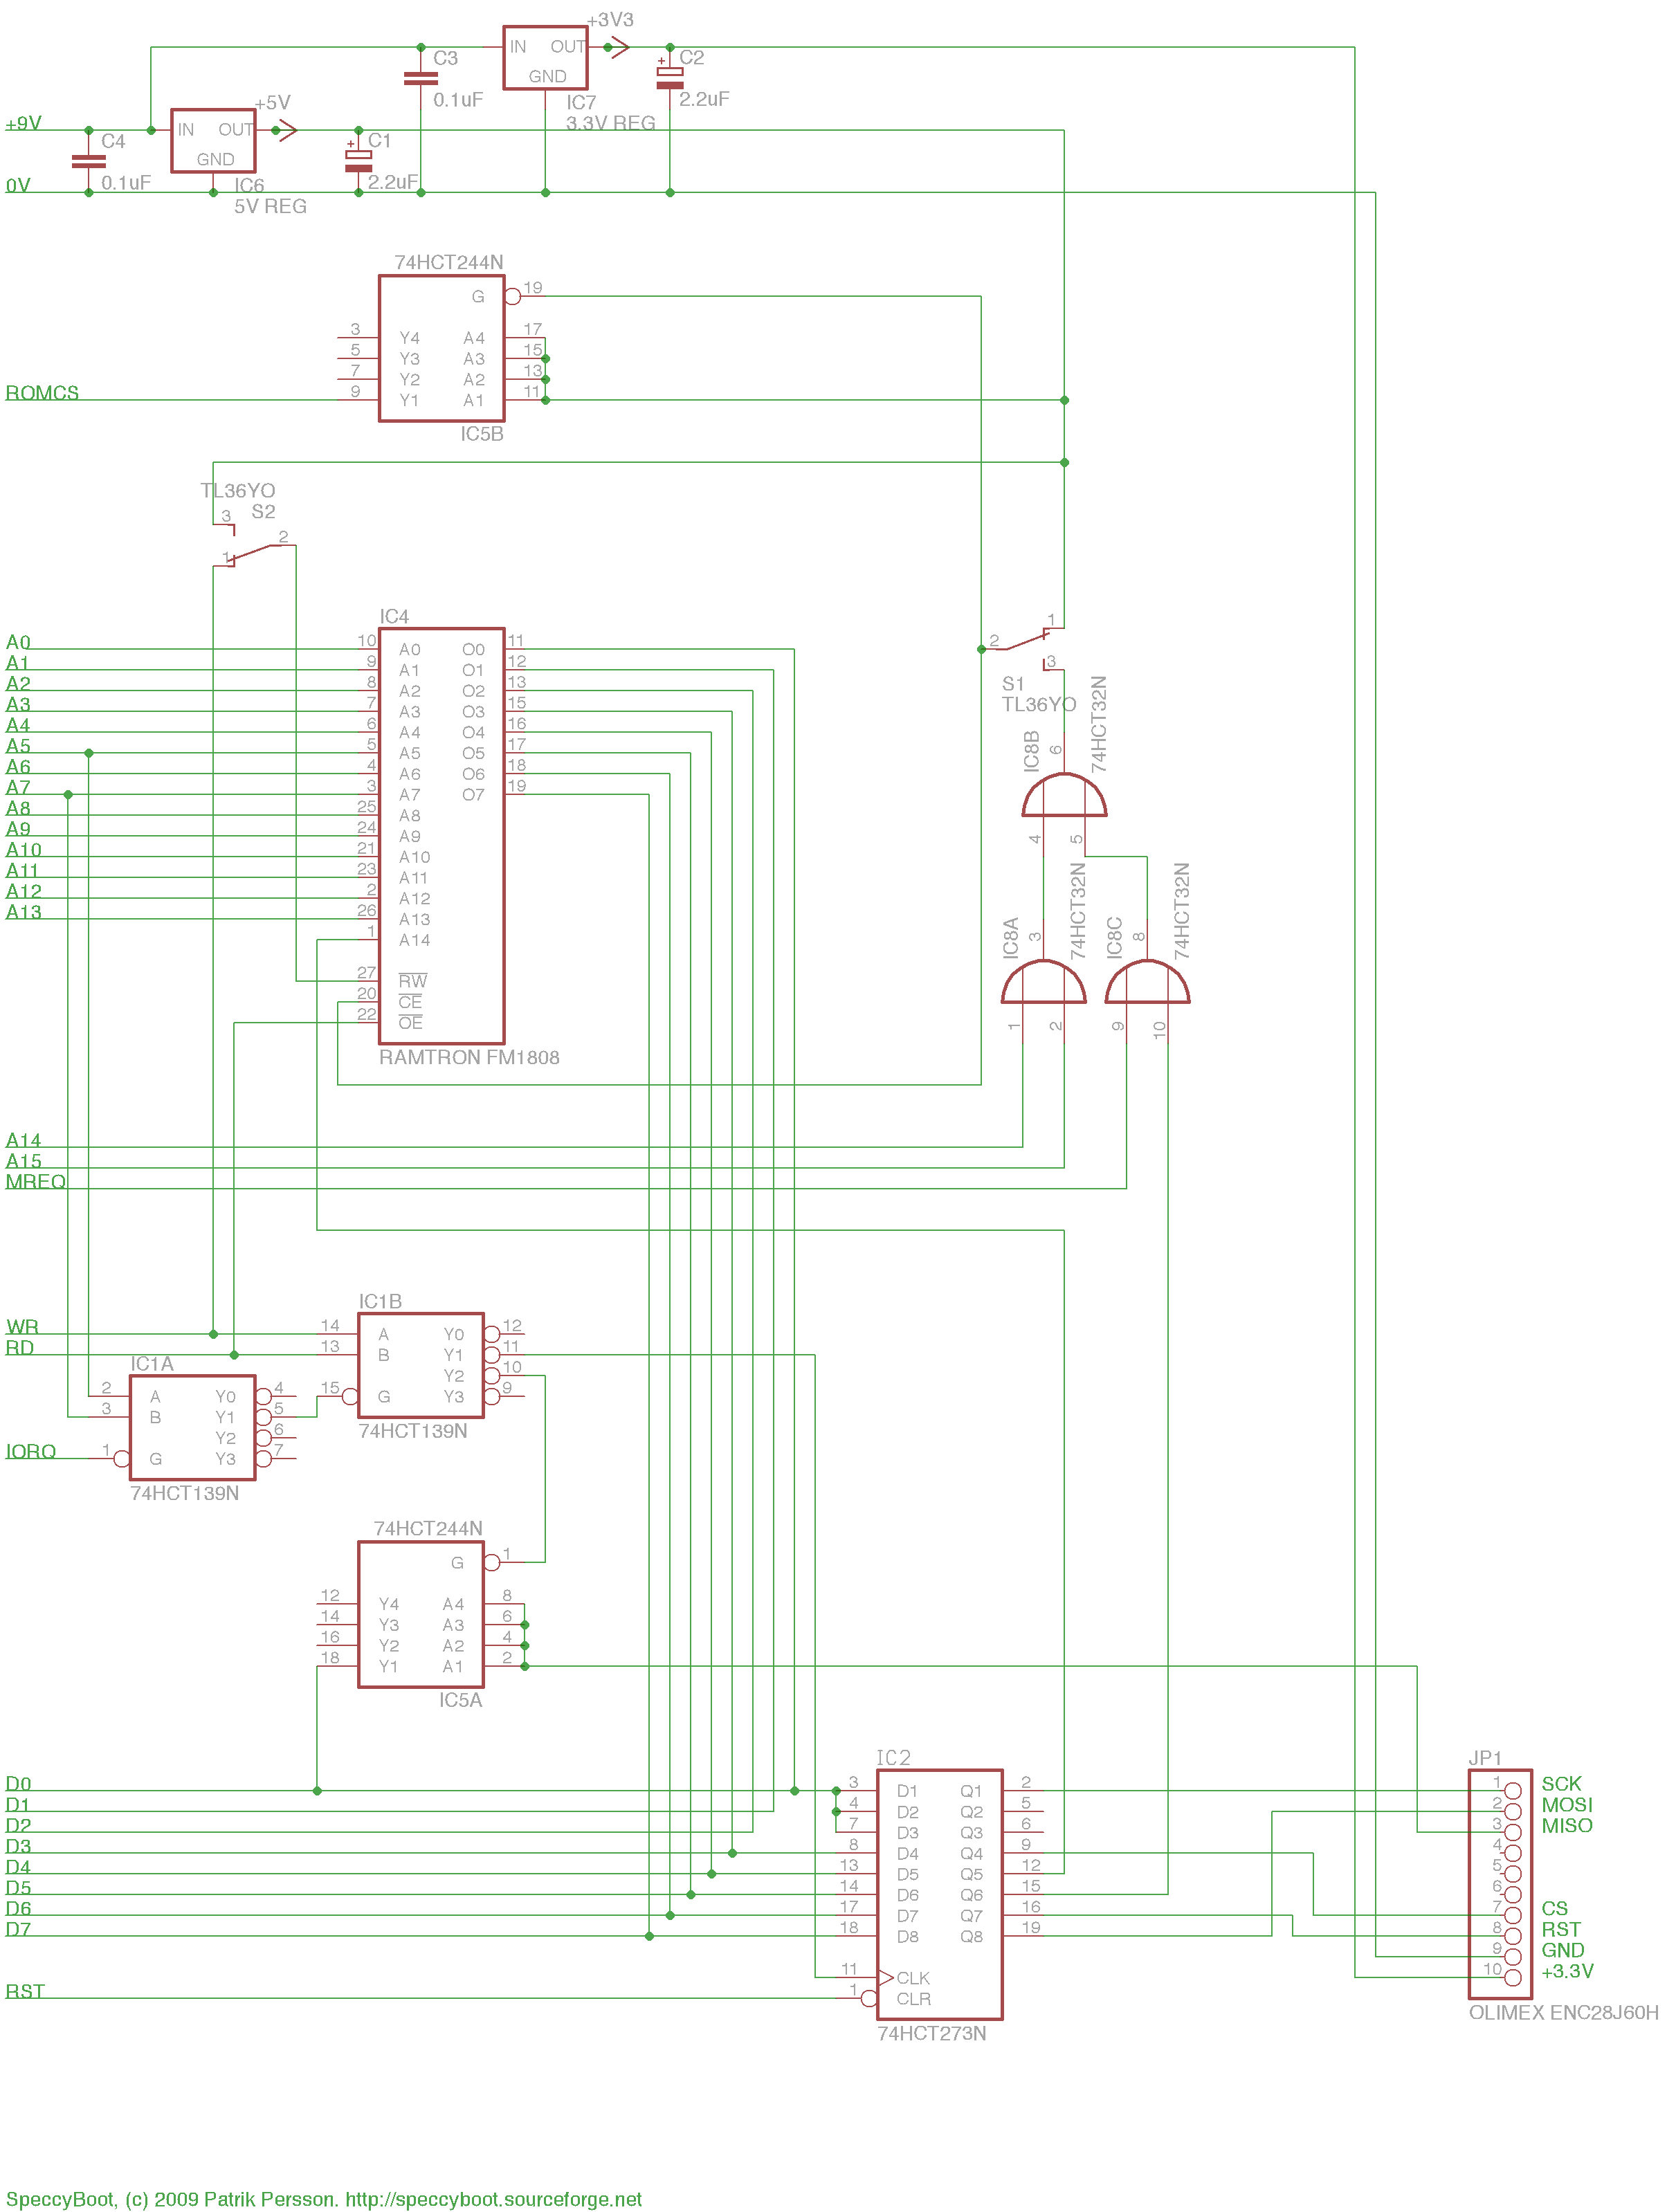 +3V3
IN OUT
GND
C3
0.1uF
C2
2.2uF
IC7
3.3V REG
+9V
+5V
IN OUT
GND
C4
0.1uF
C1
2.2uF
0V
IC6
5V REG
74HCT244N
G 19
3 Y4 A4 17
5 Y3 A3 15
7 Y2 A2 13
ROMCS 9 Y1 A1 11
IC5B
TL36YO
S2
3
2
1
1
2
3
S1
TL36YO
IC4
A0 10 A0 O0 11
A1 9 A1 O1 12
A2 8 A2 O2 13
A3 7 A3 O3 15
A4 6 A4 O4 16
A5 5 A5 O5 17
A6 4 A6 O6 18
A7 3 A7 O7 19
A8 25 A8
A9 24 A9
A10 21 A10
A11 23 A11
A12 2 A12
A13 26 A13
1 A14
27 RW
20 CE
22 OE
RAMTRON FM1808
IC8B
74HCT32N
6
4
5
IC8A
74HCT32N
3
1
2
IC8C
74HCT32N
8
9
10
A14
A15
MREQ
IC1B
WR 14 A Y0 12
RD 13 B Y1 11
Y2 10
15 G Y3 9
74HCT139N
IC1A
2 A Y0 4
3 B Y1 5
Y2 6
IORQ 1 G Y3 7
74HCT139N
74HCT244N
G 1
12 Y4 A4 8
14 Y3 A3 6
16 Y2 A2 4
18 Y1 A1 2
IC5A
IC2
D0 3 D1 Q1 2
D1 4 D2 Q2 5
D2 7 D3 Q3 6
D3 8 D4 Q4 9
D4 13 D5 Q5 12
D5 14 D6 Q6 15
D6 17 D7 Q7 16
D7 18 D8 Q8 19
11 CLK
RST 1 CLR
74HCT273N
JP1
1 SCK
2 MOSI
3 MISO
4
5
6
7 CS
8 RST
9 GND
10 +3.3V
OLIMEX ENC28J60H
SpeccyBoot, (c) 2009 Patrik Persson. http://speccyboot.sourceforge.net